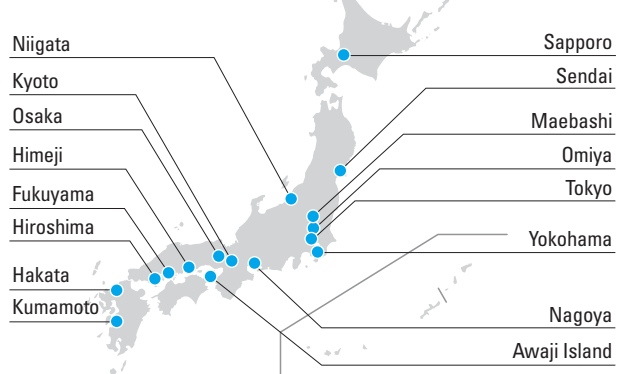 Niigata
Kyoto
Osaka
Himeji
Fukuyama
Hiroshima
Hakata
Kumamoto
Sapporo
Sendai
Maebashi
Omiya
Tokyo
Yokohama
Nagoya
Awaji Island